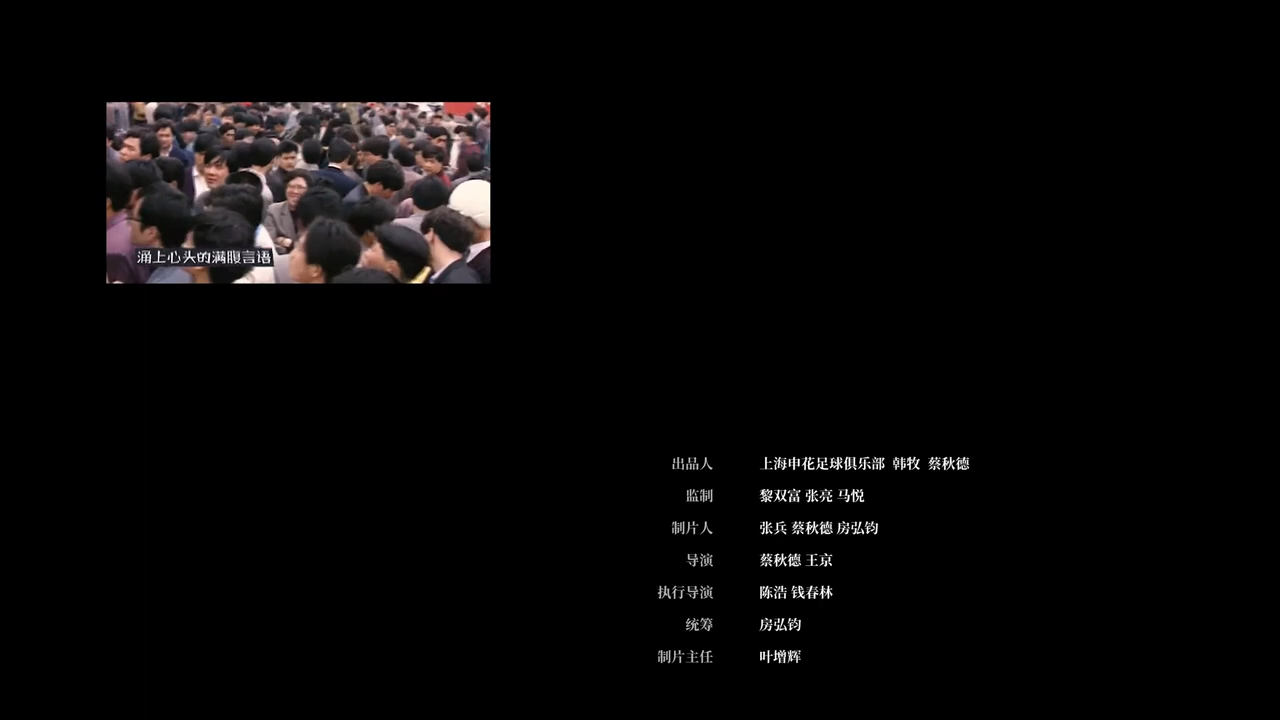 涌上心头的满腹言语
出品人 上海申花足球俱乐部 韩牧 蔡秋德
监制 黎双富 张亮 马悦
制片人 张兵 蔡秋德 房弘钧
导演 蔡秋德 王京
执行导演 陈浩 钱春林
统筹 房弘钧
制片主任 叶增辉